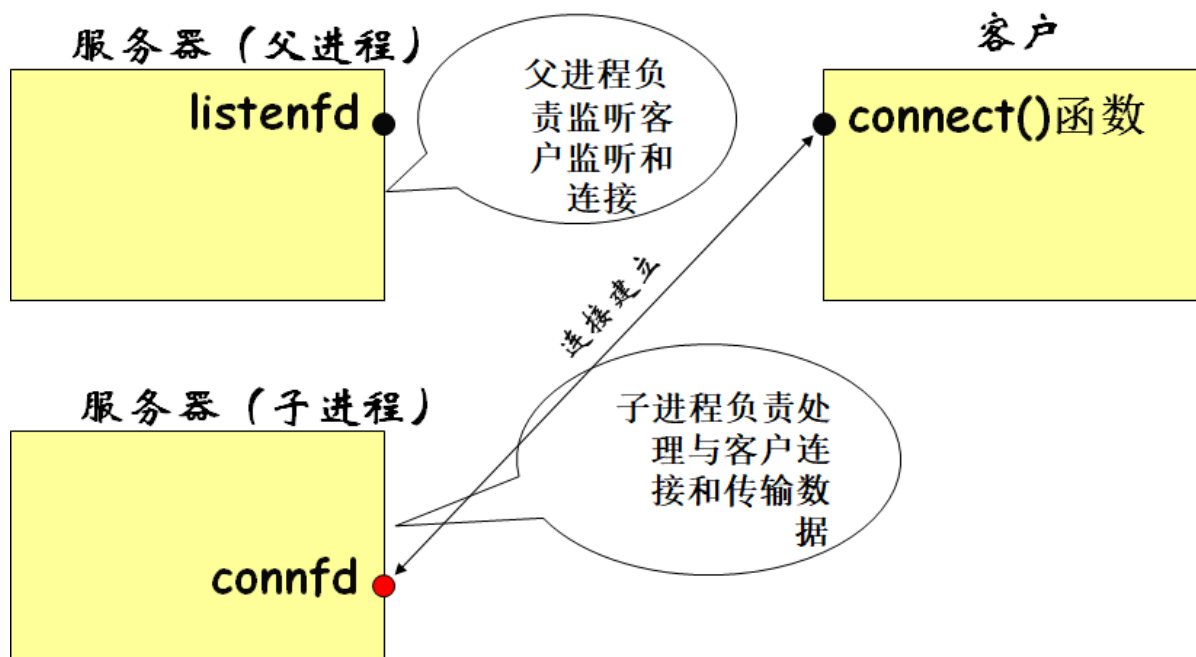 服务器（父进程）
listenfd
父进程负
责监听客
户监听和
连接
客户
connect()函数
连接建立
服务器（子进程）
connfd
子进程负责处
理与客户连
接和传输数
据